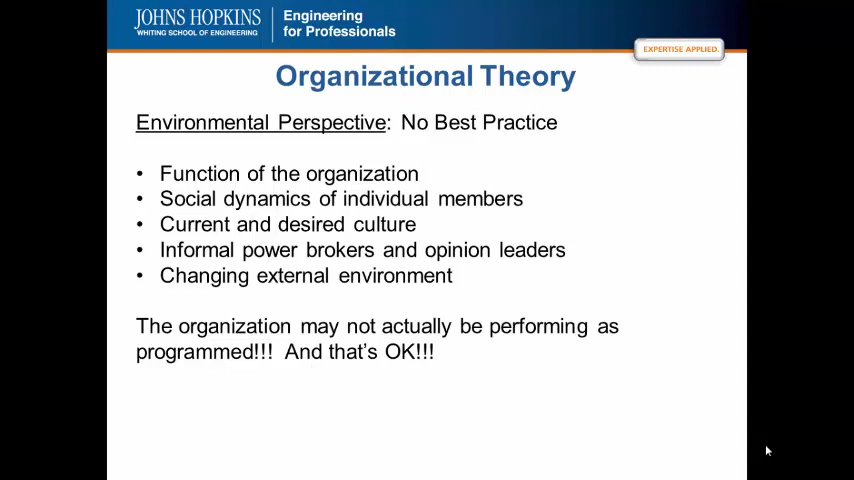 JOHNS HOPKINS
WHITING SCHOOL OF ENGINEERING
Engineering
for Professionals
EXPERTISE APPLIED.
Organizational Theory
Environmental Perspective: No Best Practice
• Function of the organization
• Social dynamics of individual members
• Current and desired culture
• Informal power brokers and opinion leaders
• Changing external environment
The organization may not actually be performing as
programmed!!! And that's OK!!!